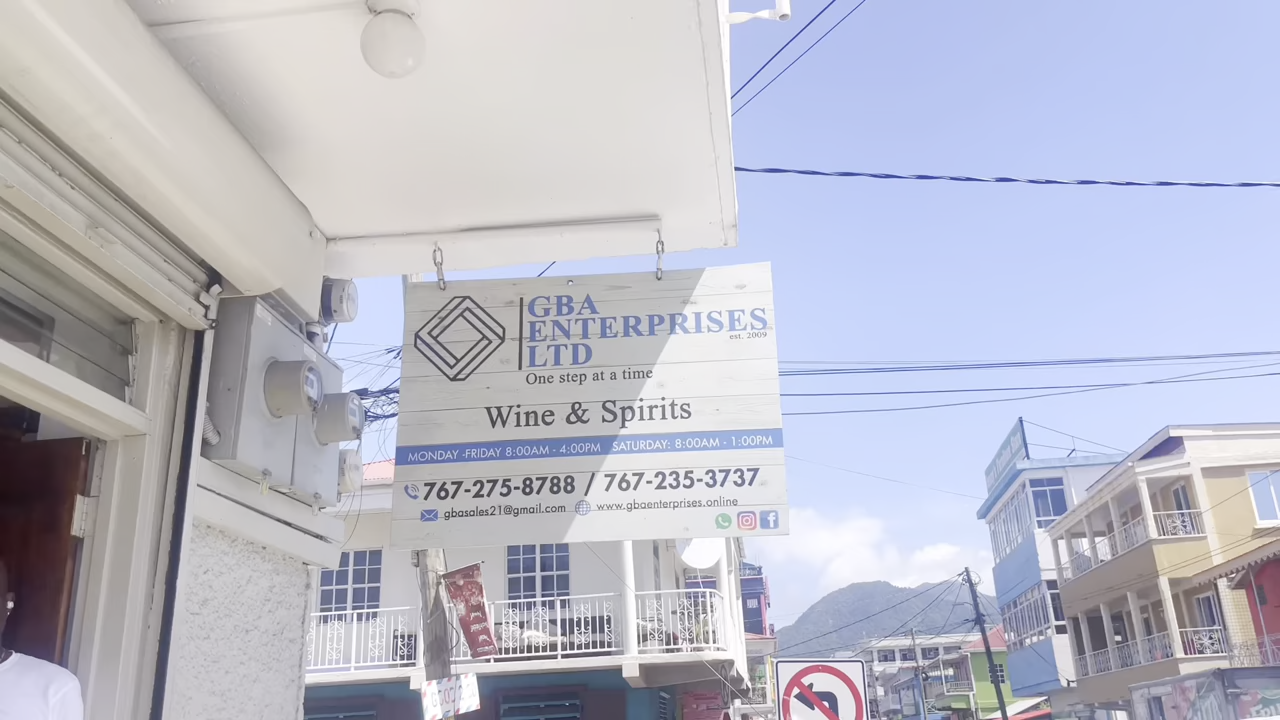 GBA
ENTERPRISES
est. 2009
LTD
One step at a time
Wine & Spirits
MONDAY -FRIDAY 8:00AM - 4:00PM SATURDAY: 8:00AM - 1:00PM
767-275-8788 / 767-235-3737
gbasales21@gmail.com www.gbaenterprises.online